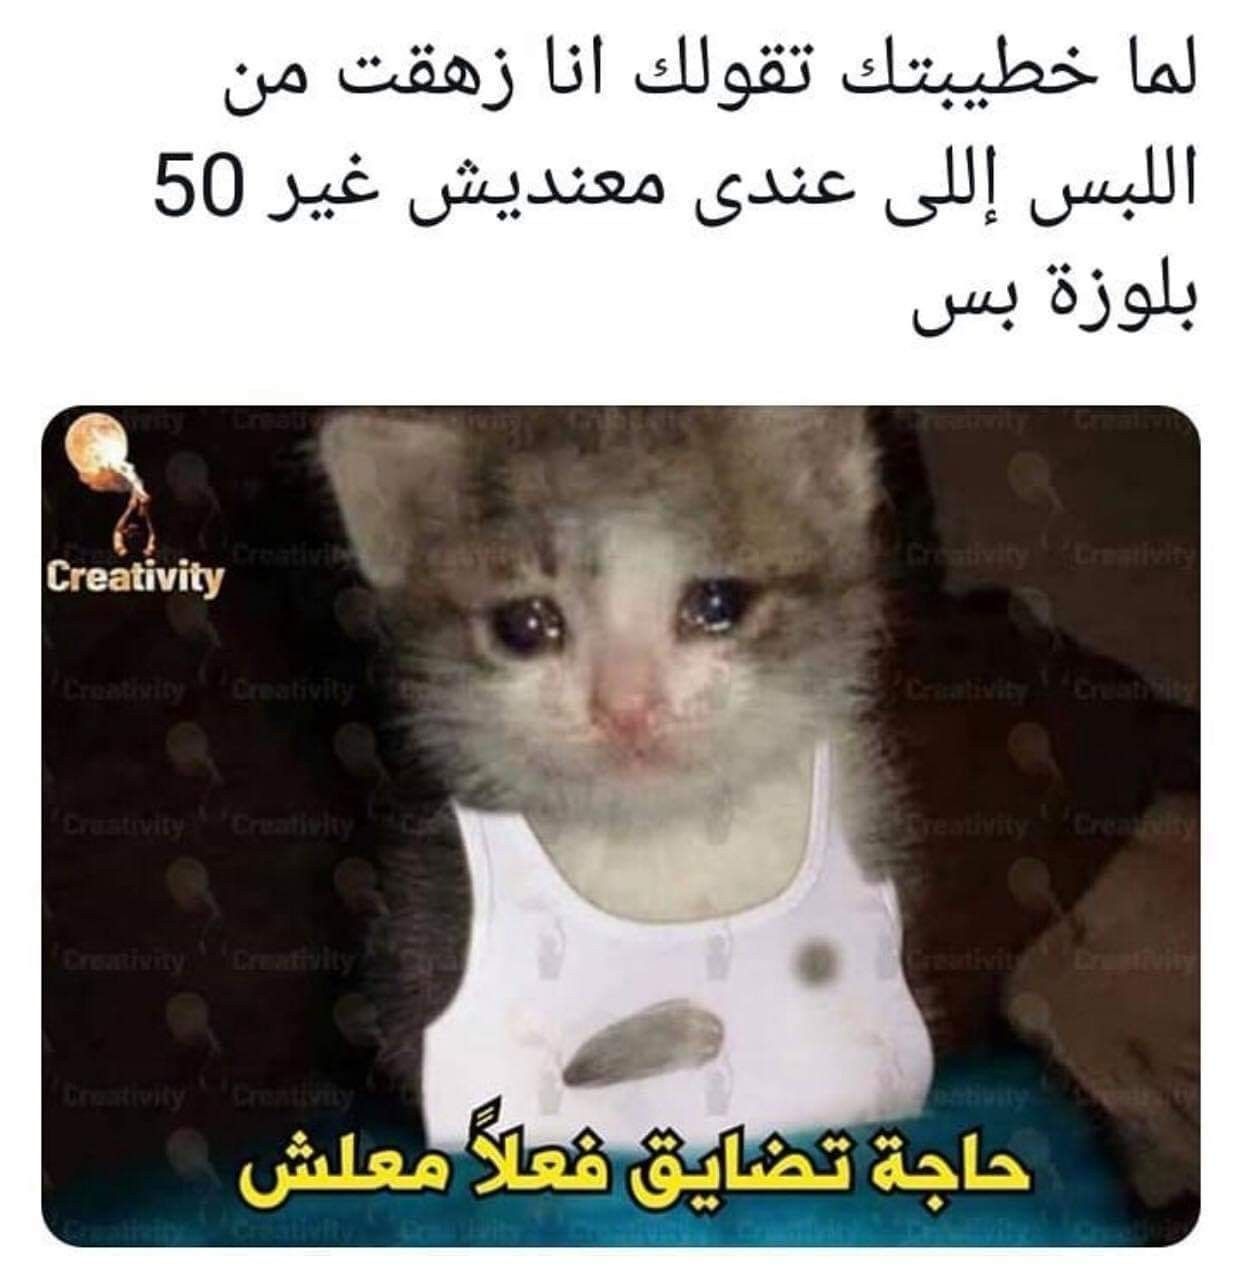 لما خطيبتك تقولك انا زهقت من
اللبس إللى عندى معنديش غير 50
بلوزة بس
Creativity
حاجة تضايق فعلاً معلش